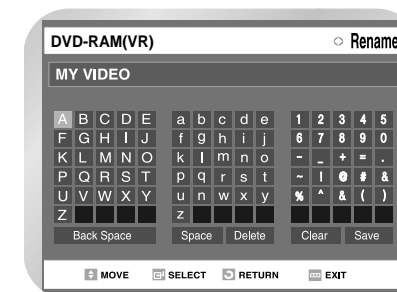 DVD-RAM(VR) Rename
MY VIDEO
A B C D E a b c d e 1 2 3 4 5
F G H I J f g h i j 6 7 8 9 0
K L M N O k l m n o - _ + = .
P Q R S T p q r s t ~ ! @ # &
U V W X Y u n w x y % ^ & ( )
Z z
Back Space Space Delete Clear Save
MOVE SELECT RETURN EXIT